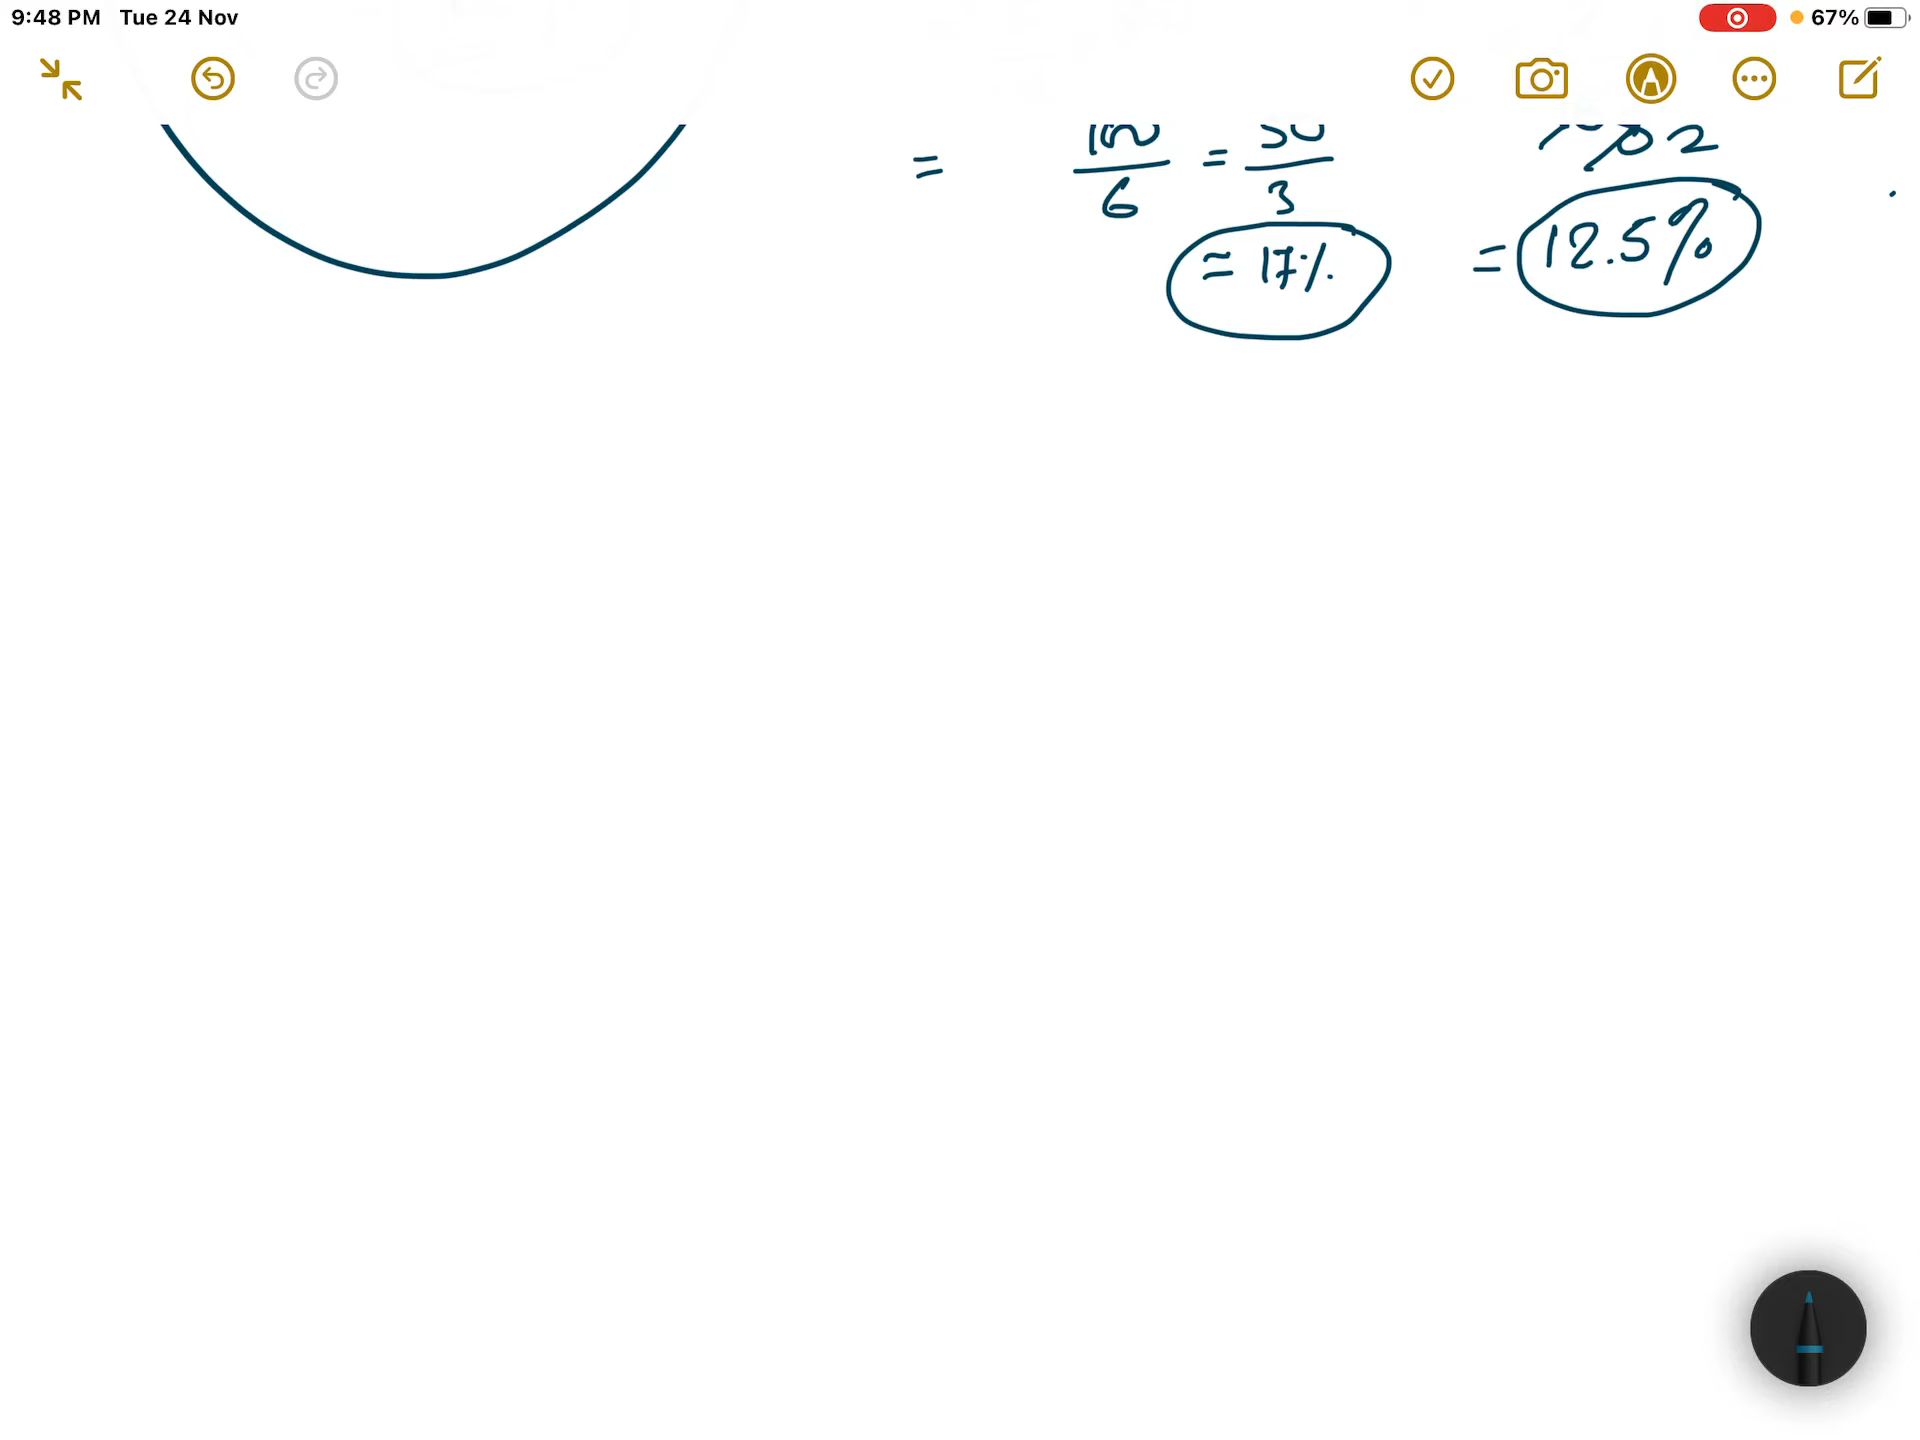 9:48 PM Tue 24 Nov
67%
= 100/6 = 50/3
≈ 17%
= 12.5%